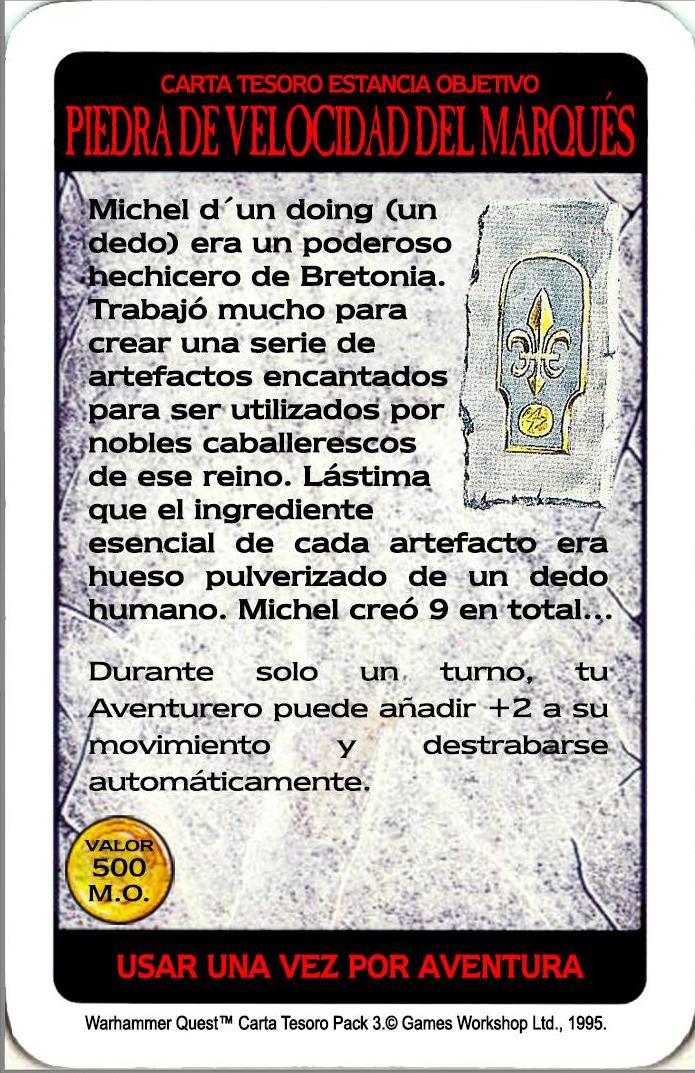 CARTA TESORO ESTANCIA OBJETIVO
PIEDRA DE VELOCIDAD DEL MARQUÉS
Michel d´un doing (un
dedo) era un poderoso
hechicero de Bretonia.
Trabajó mucho para
crear una serie de
artefactos encantados
para ser utilizados por
nobles caballerescos
de ese reino. Lástima
que el ingrediente
esencial de cada artefacto era
hueso pulverizado de un dedo
humano. Michel creó 9 en total...
Durante solo un turno, tu
Aventurero puede añadir +2 a su
movimiento y destrabarse
automáticamente.
VALOR
500
M.O.
USAR UNA VEZ POR AVENTURA
Warhammer Quest™ Carta Tesoro Pack 3.© Games Workshop Ltd., 1995.